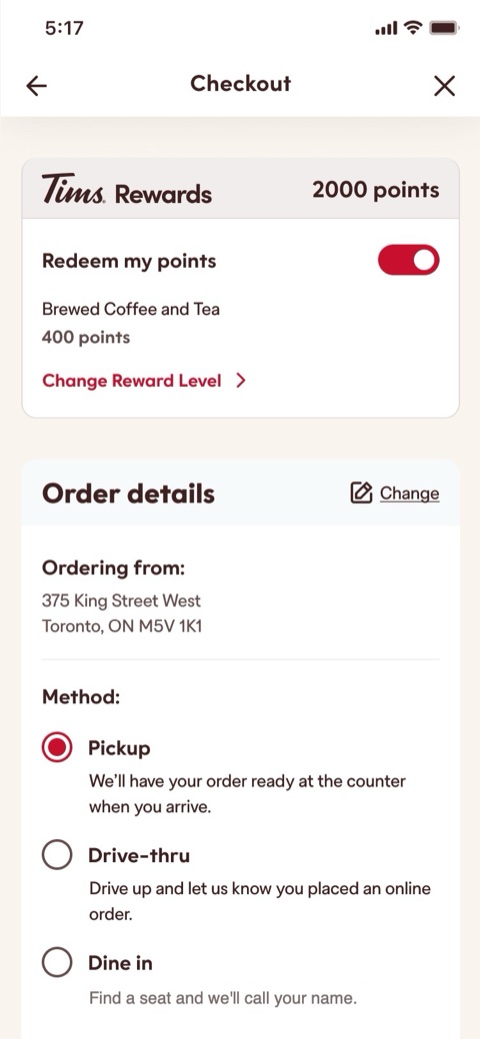 5:17
Checkout
Tims Rewards
2000 points
Redeem my points
Brewed Coffee and Tea
400 points
Change Reward Level
Order details
Change
Ordering from:
375 King Street West
Toronto, ON M5V 1K1
Method:
Pickup
We'll have your order ready at the counter
when you arrive.
Drive-thru
Drive up and let us know you placed an online
order.
Dine in
Find a seat and we'll call your name.